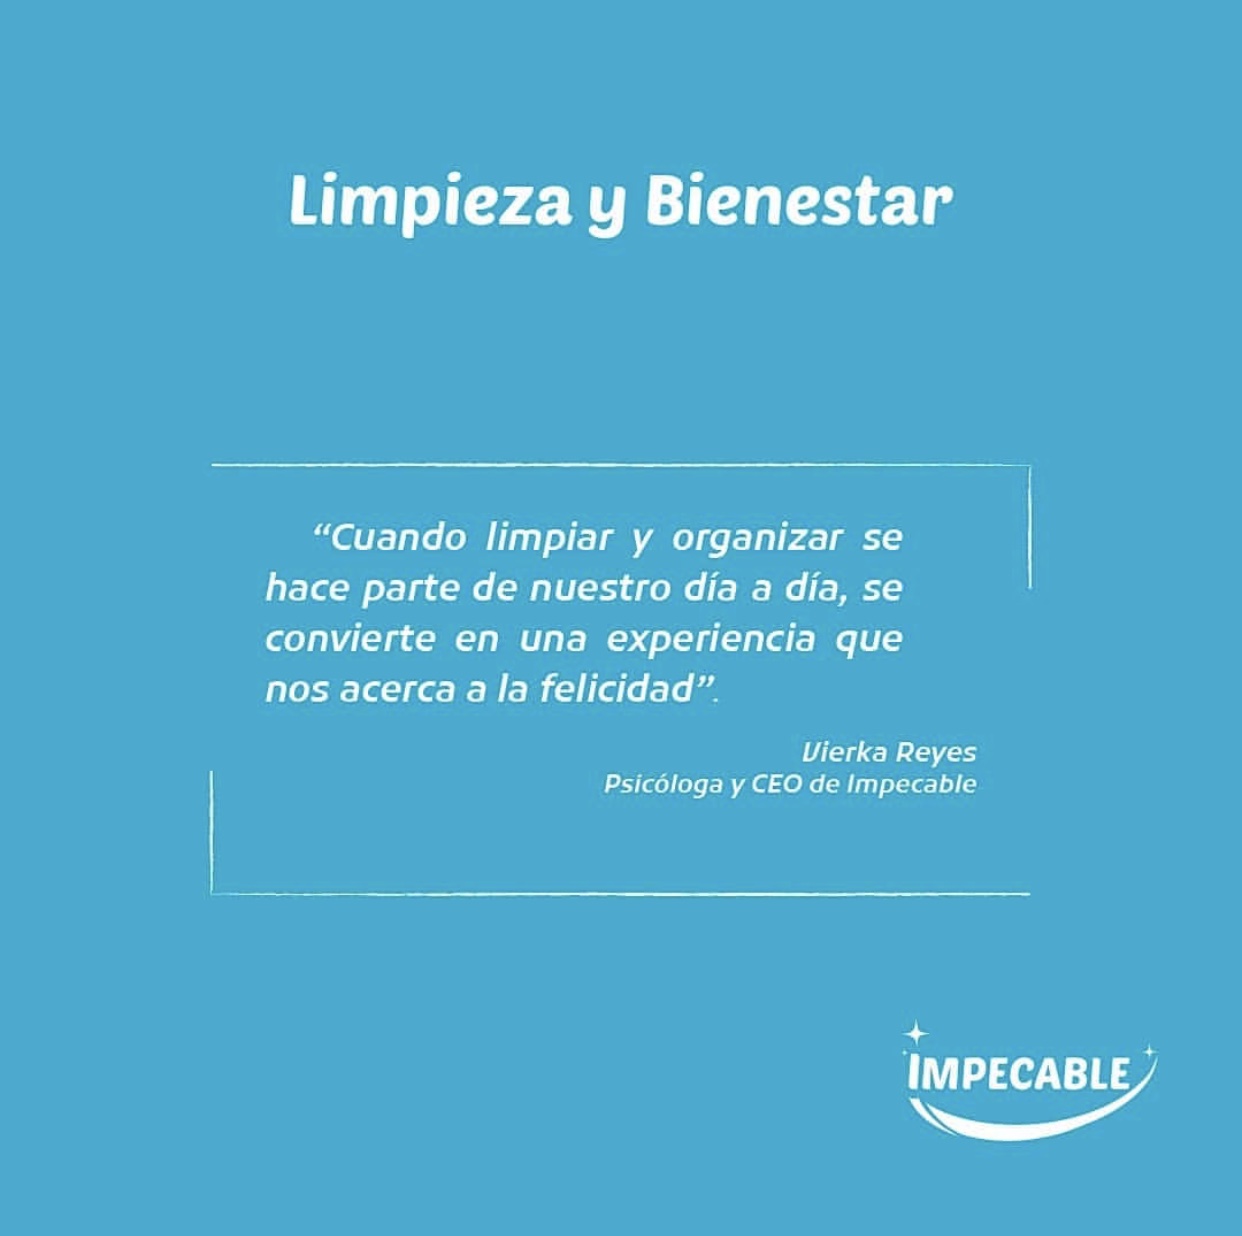 Limpieza y Bienestar
“Cuando limpiar y organizar se
hace parte de nuestro día a día, se
convierte en una experiencia que
nos acerca a la felicidad”.
Vierka Reyes
Psicóloga y CEO de Impecable
IMPECABLE